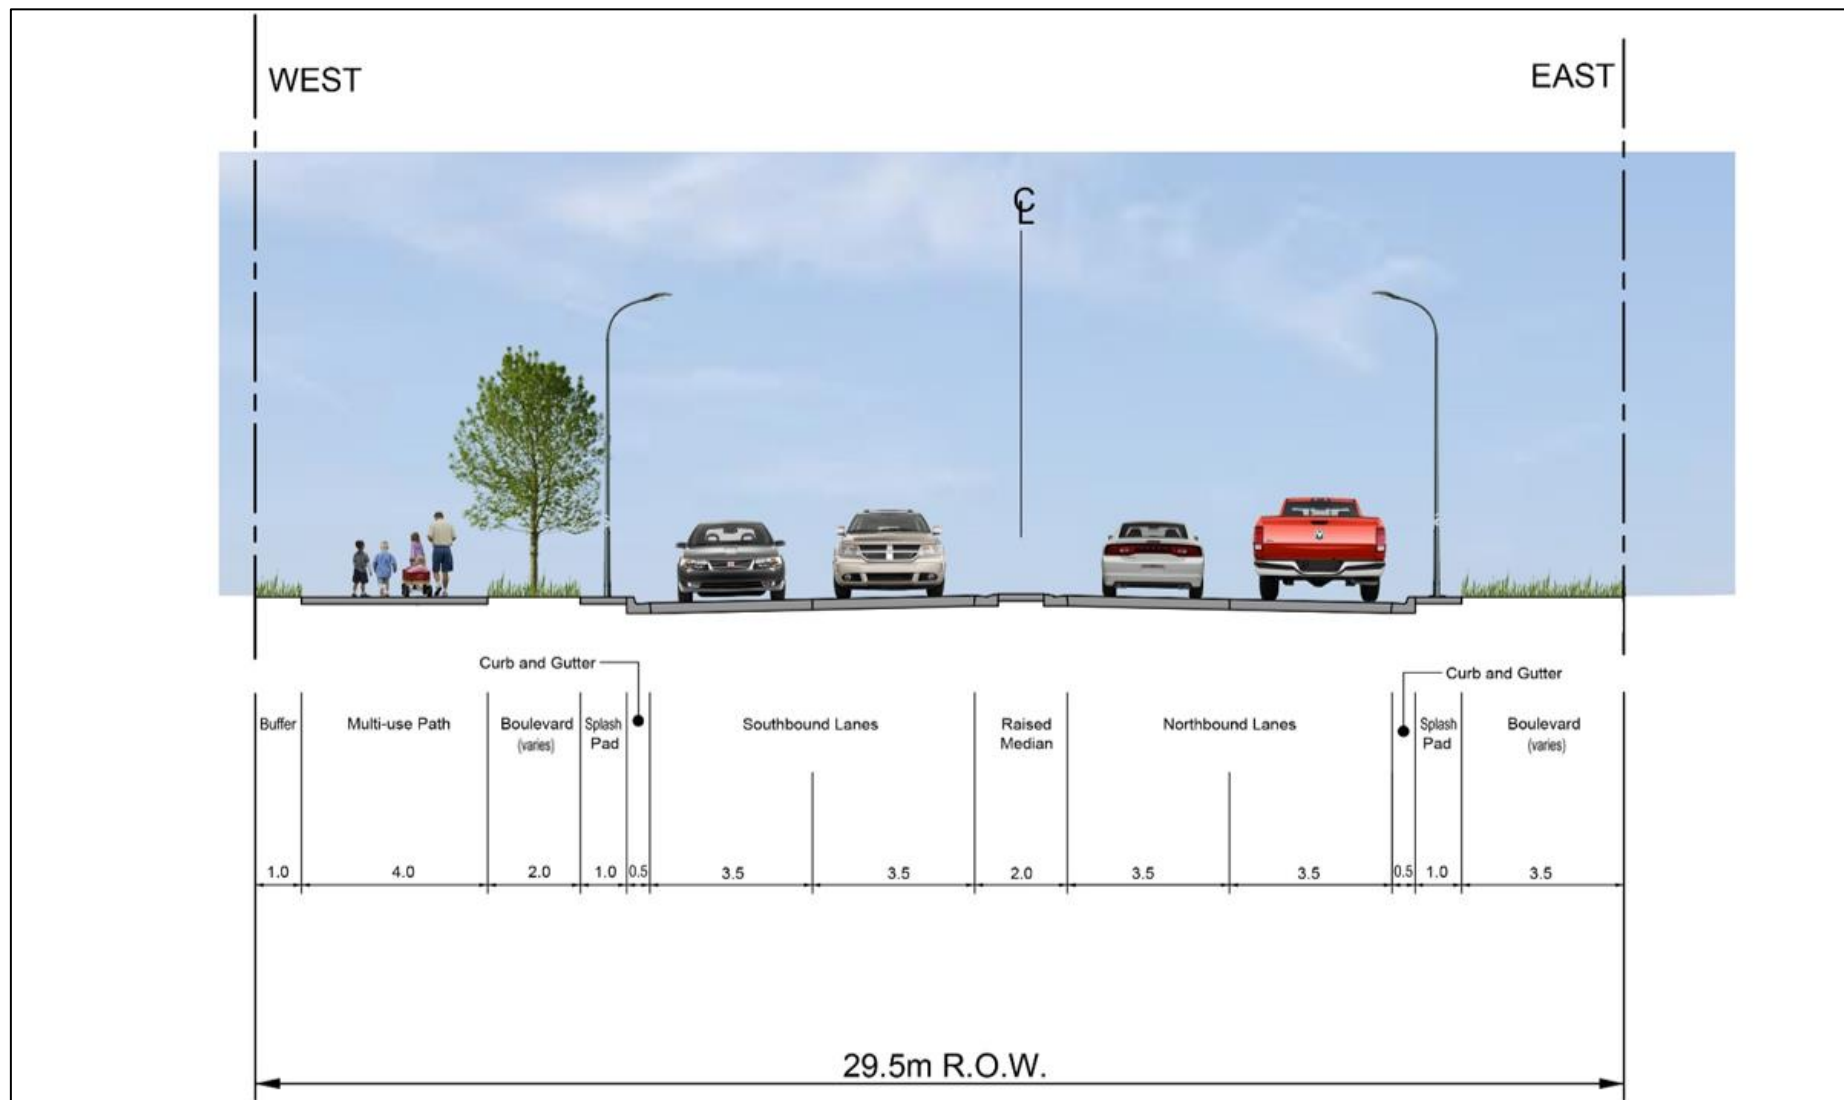 WEST
EAST
CL
Curb and Gutter
Curb and Gutter
Buffer
Multi-use Path
Boulevard
(varies)
Splash
Pad
Southbound Lanes
Raised
Median
Northbound Lanes
Splash
Pad
Boulevard
(varies)
1.0 4.0 2.0 1.0 0.5 3.5 3.5 2.0 3.5 3.5 0.5 1.0 3.5
29.5m R.O.W.